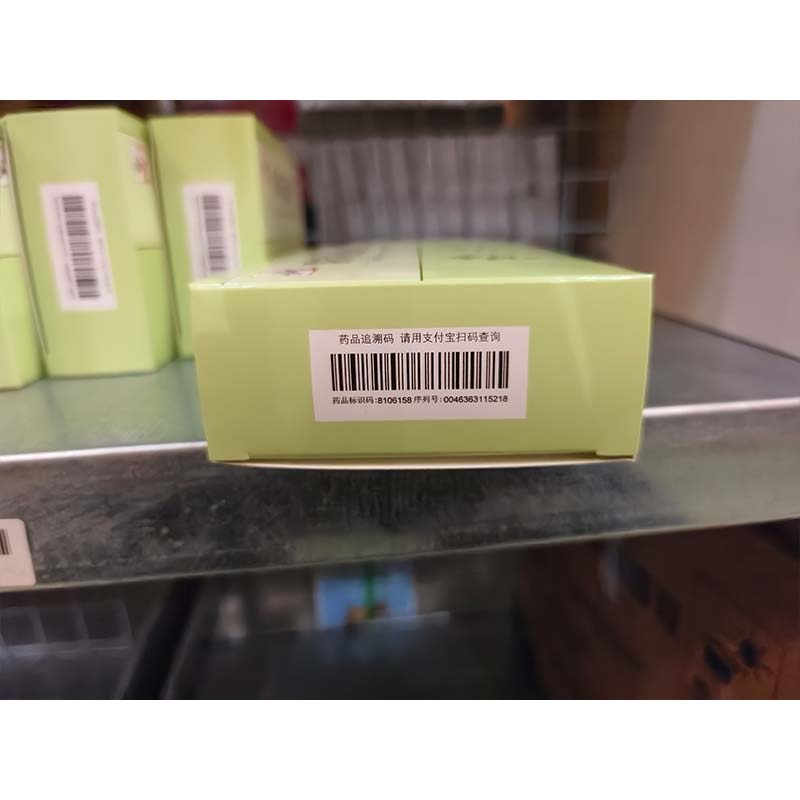 药品追溯码 请用支付宝扫码查询
药品标识码:8106158 序列号:0046363115218